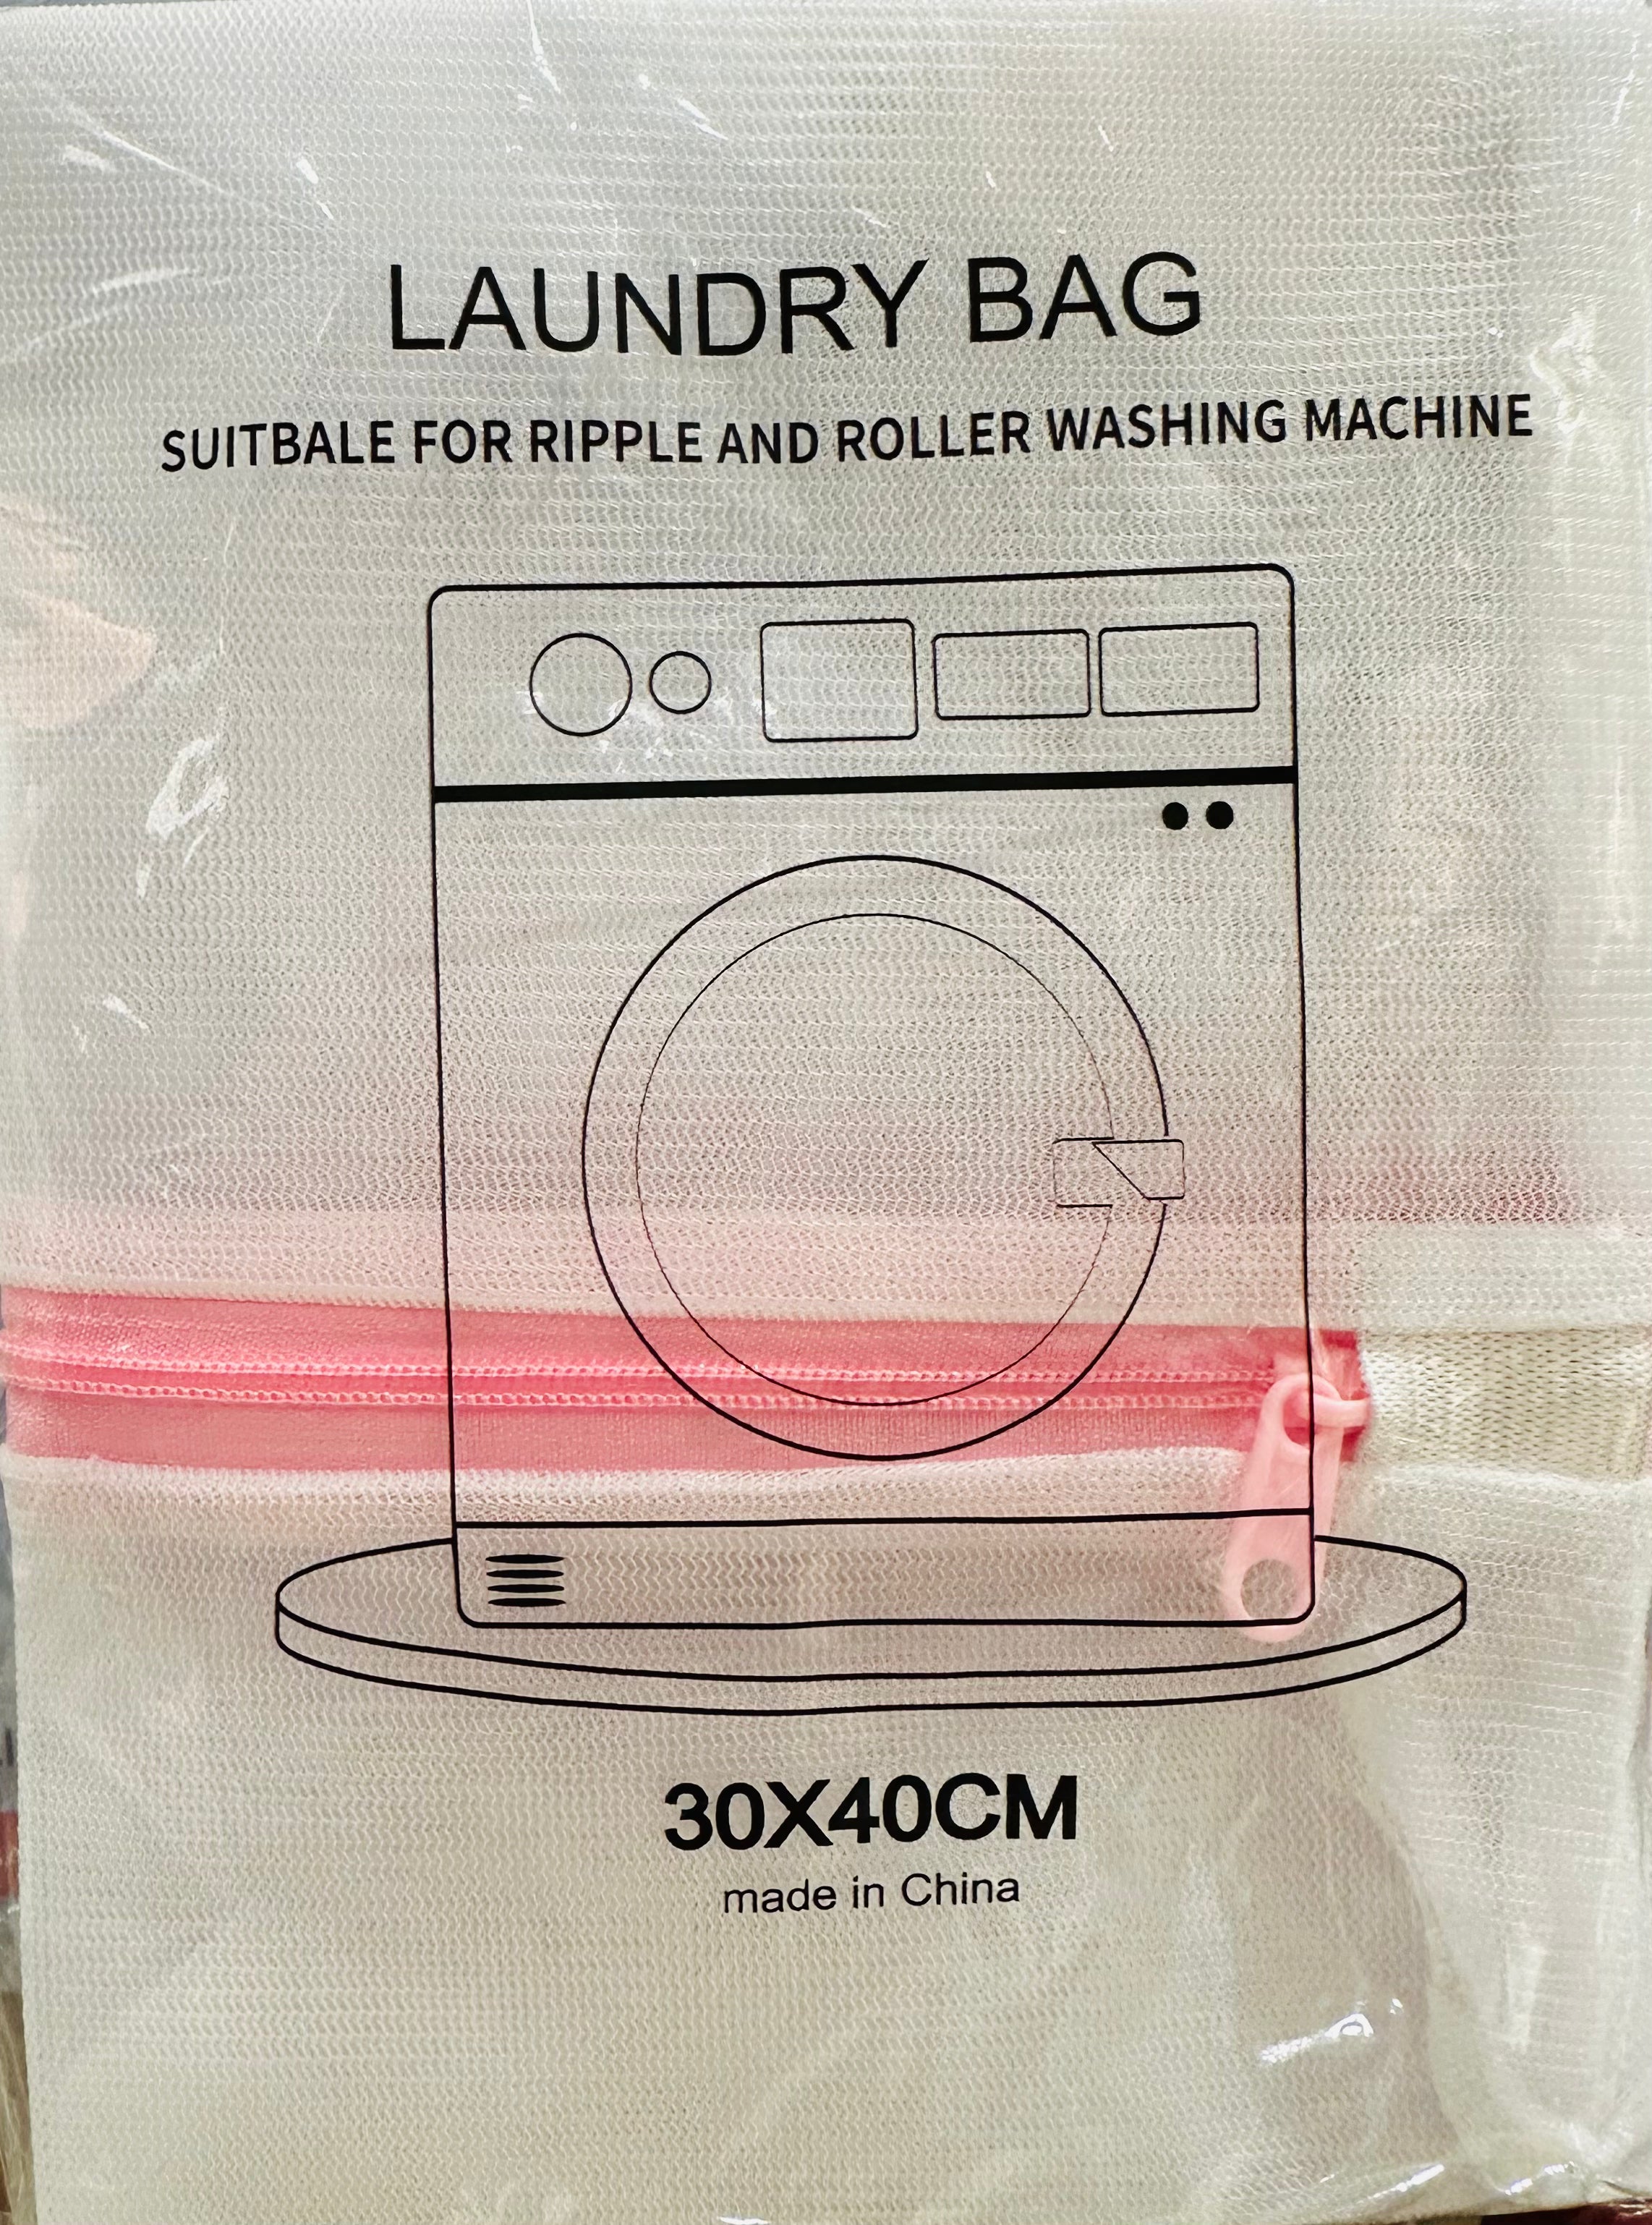 LAUNDRY BAG
SUITBALE FOR RIPPLE AND ROLLER WASHING MACHINE
30X40CM
made in China